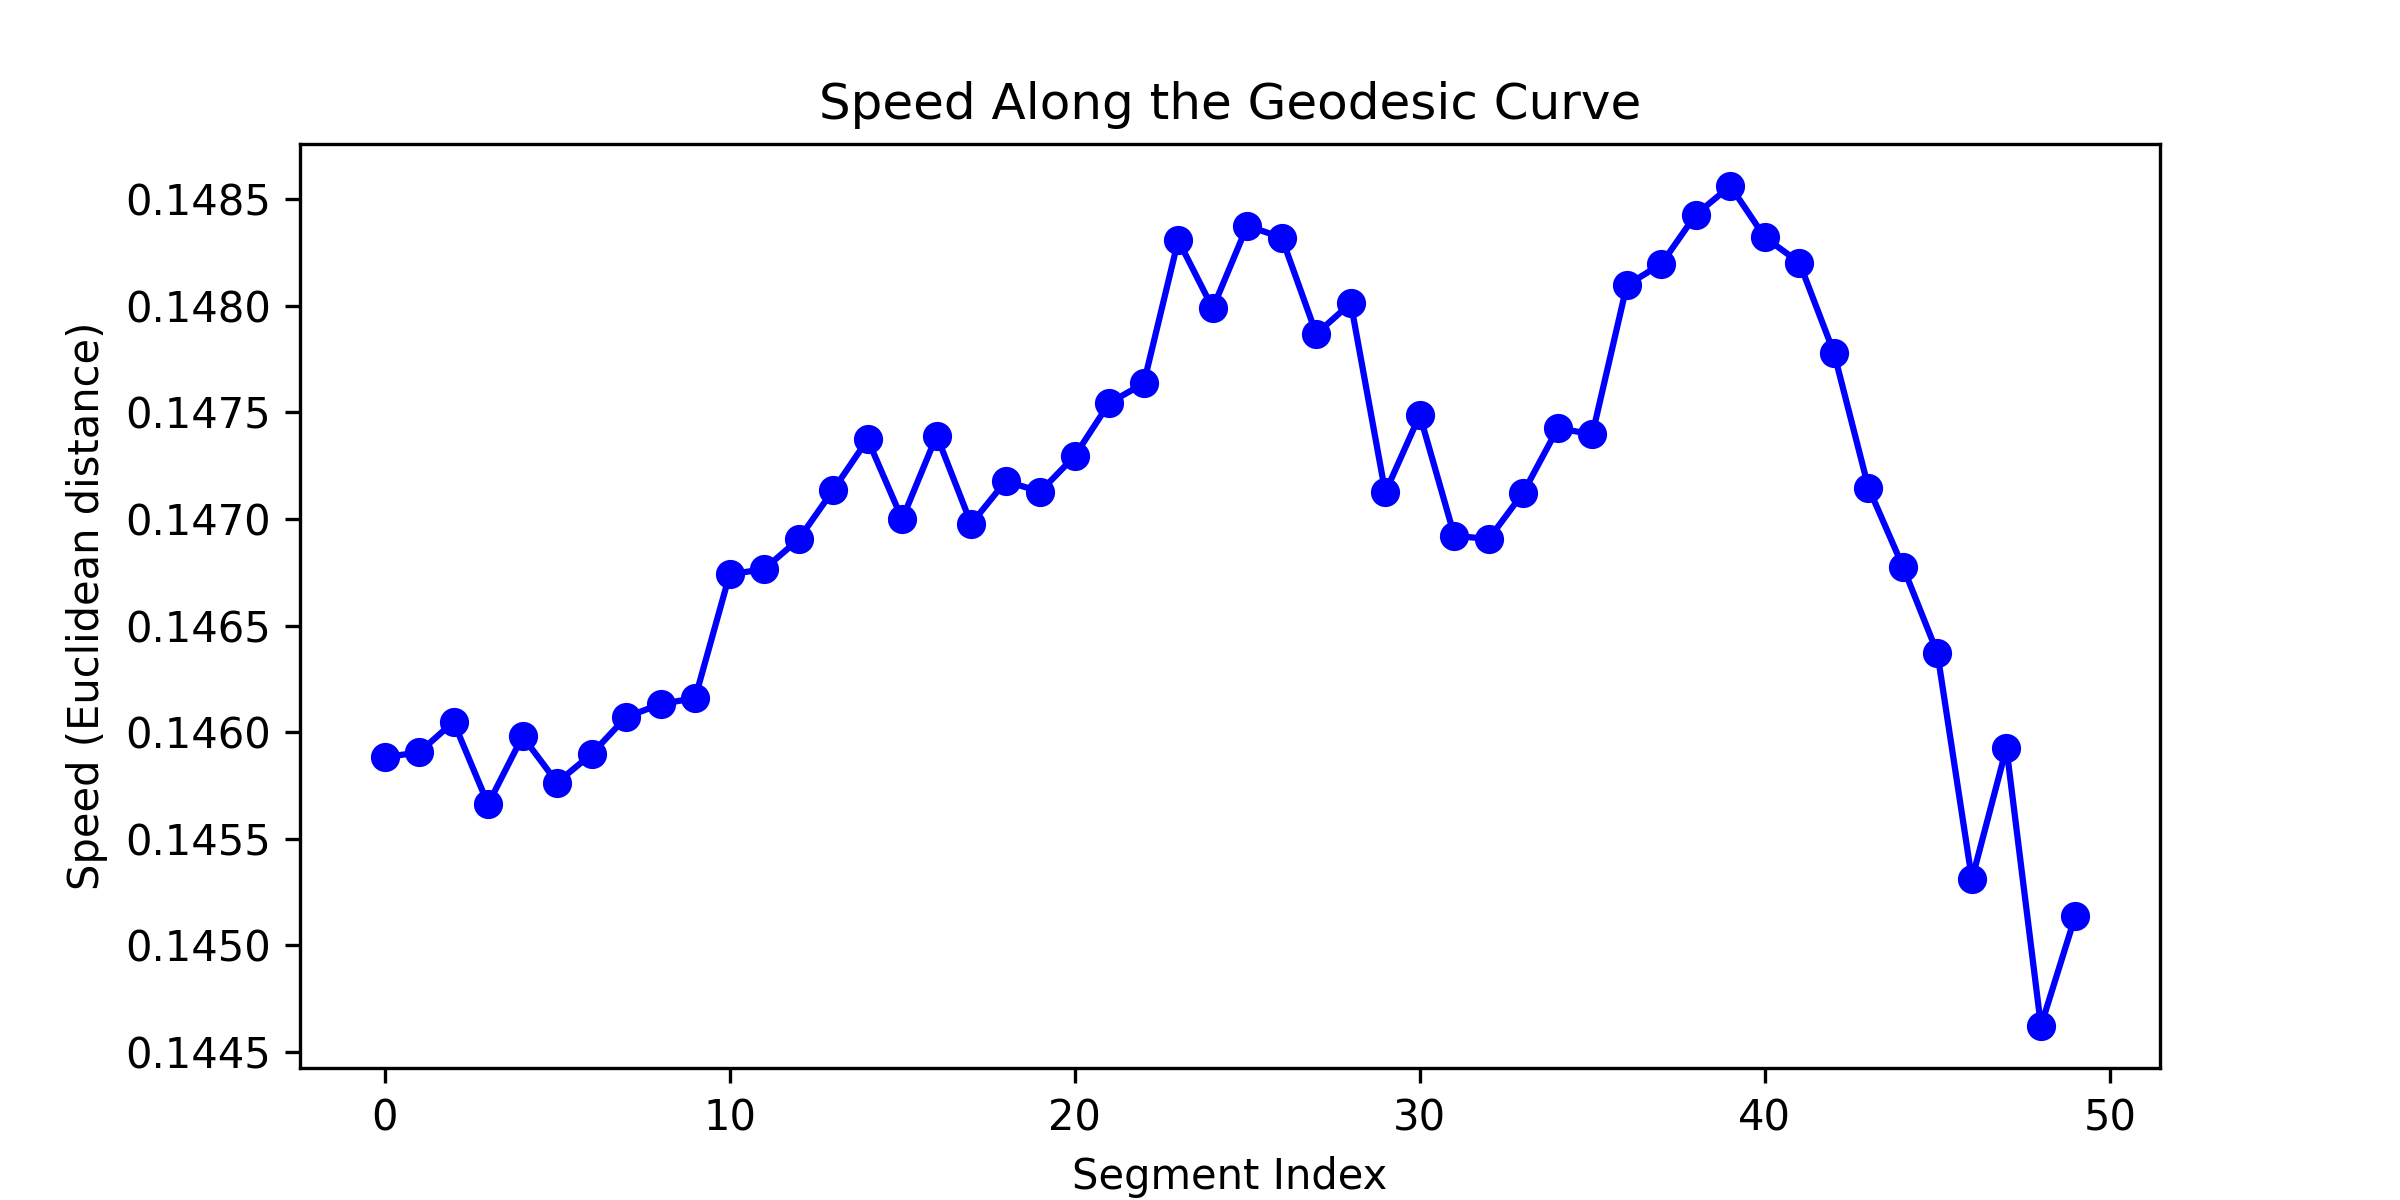 Speed Along the Geodesic Curve
Speed (Euclidean distance)
0.1485
0.1480
0.1475
0.1470
0.1465
0.1460
0.1455
0.1450
0.1445
0 10 20 30 40 50
Segment Index